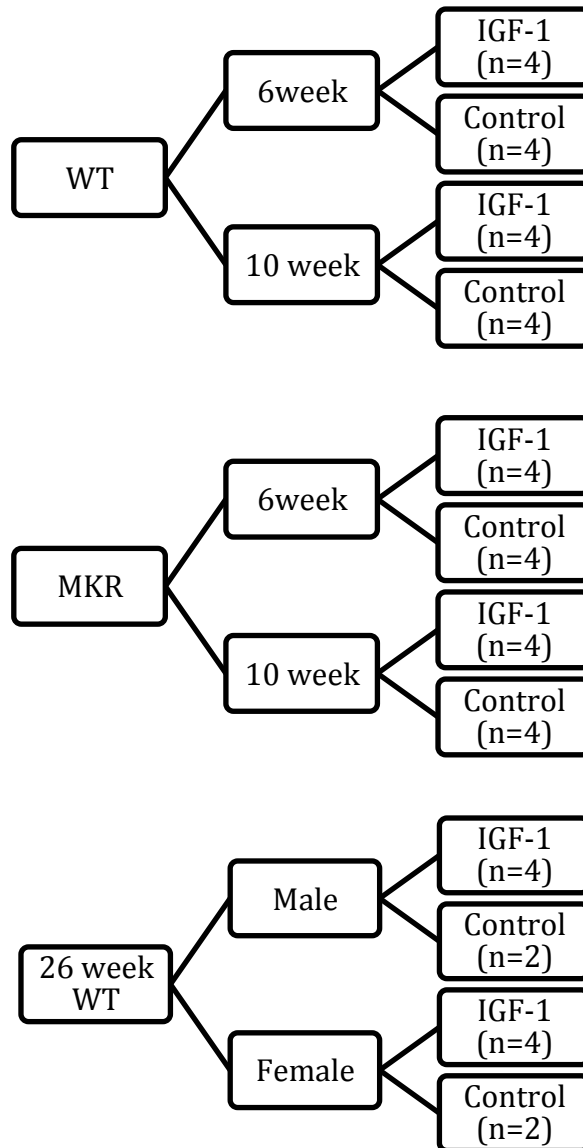 WT
6week
IGF-1
(n=4)
Control
(n=4)
10 week
IGF-1
(n=4)
Control
(n=4)
MKR
6week
IGF-1
(n=4)
Control
(n=4)
10 week
IGF-1
(n=4)
Control
(n=4)
26 week
WT
Male
IGF-1
(n=4)
Control
(n=2)
Female
IGF-1
(n=4)
Control
(n=2)